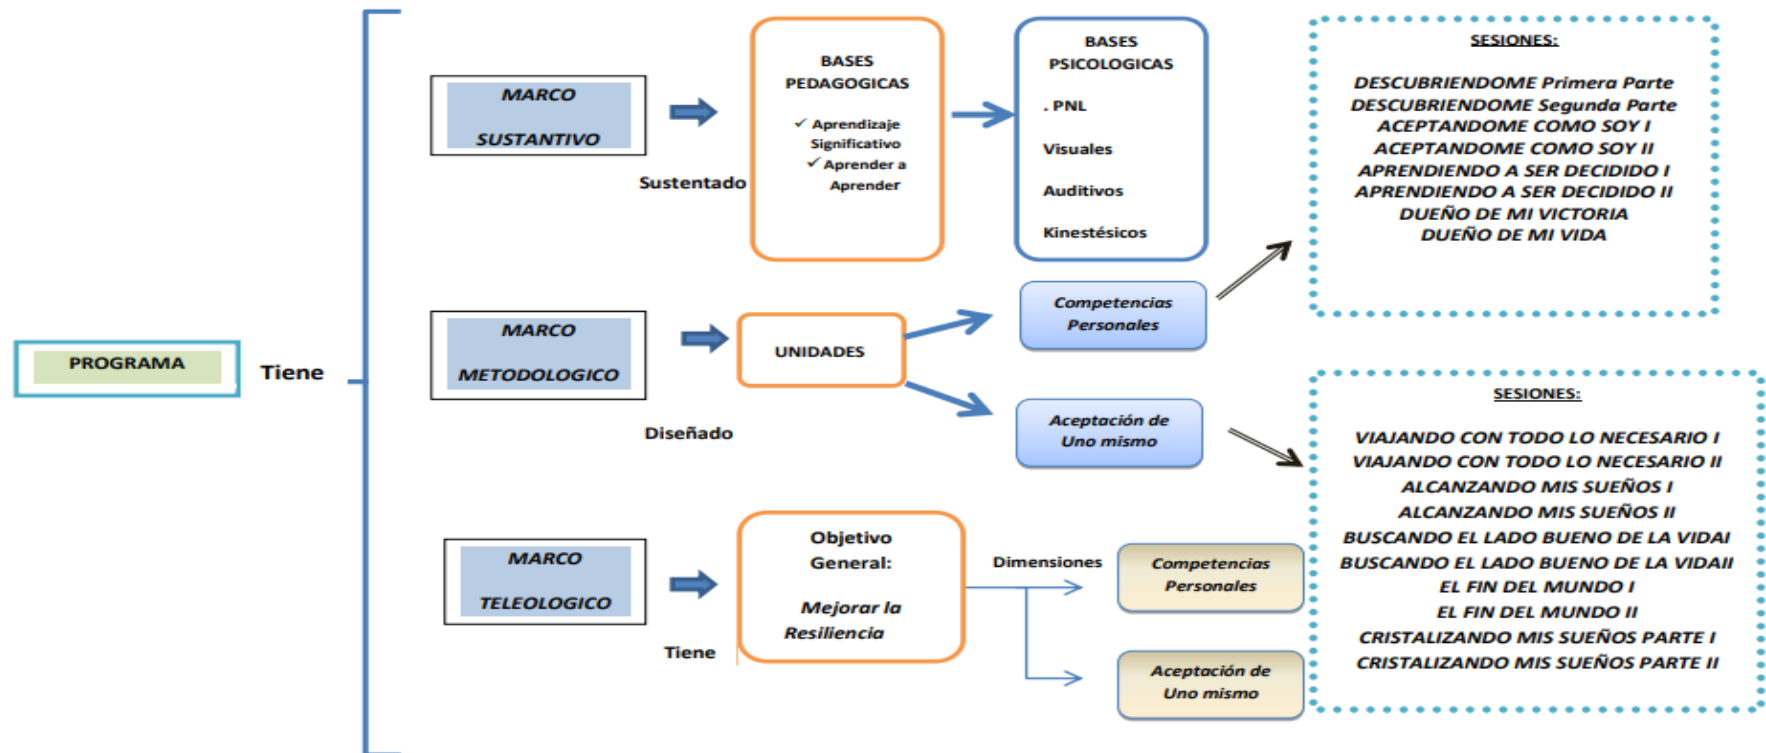 PROGRAMA
Tiene
MARCO
SUSTANTIVO
Sustentado
BASES
PEDAGOGICAS
✓ Aprendizaje
Significativo
✓ Aprender a
Aprender
BASES
PSICOLOGICAS
. PNL
Visuales
Auditivos
Kinestésicos
MARCO
METODOLOGICO
Diseñado
UNIDADES
Competencias
Personales
Aceptación de
Uno mismo
SESIONES:
DESCUBRIENDOME Primera Parte
DESCUBRIENDOME Segunda Parte
ACEPTANDOME COMO SOY I
ACEPTANDOME COMO SOY II
APRENDIENDO A SER DECIDIDO I
APRENDIENDO A SER DECIDIDO II
DUEÑO DE MI VICTORIA
DUEÑO DE MI VIDA
SESIONES:
VIAJANDO CON TODO LO NECESARIO I
VIAJANDO CON TODO LO NECESARIO II
ALCANZANDO MIS SUEÑOS I
ALCANZANDO MIS SUEÑOS II
BUSCANDO EL LADO BUENO DE LA VIDAI
BUSCANDO EL LADO BUENO DE LA VIDAII
EL FIN DEL MUNDO I
EL FIN DEL MUNDO II
CRISTALIZANDO MIS SUEÑOS PARTE I
CRISTALIZANDO MIS SUEÑOS PARTE II
MARCO
TELEOLOGICO
Tiene
Objetivo
General:
Mejorar la
Resiliencia
Dimensiones
Competencias
Personales
Aceptación de
Uno mismo